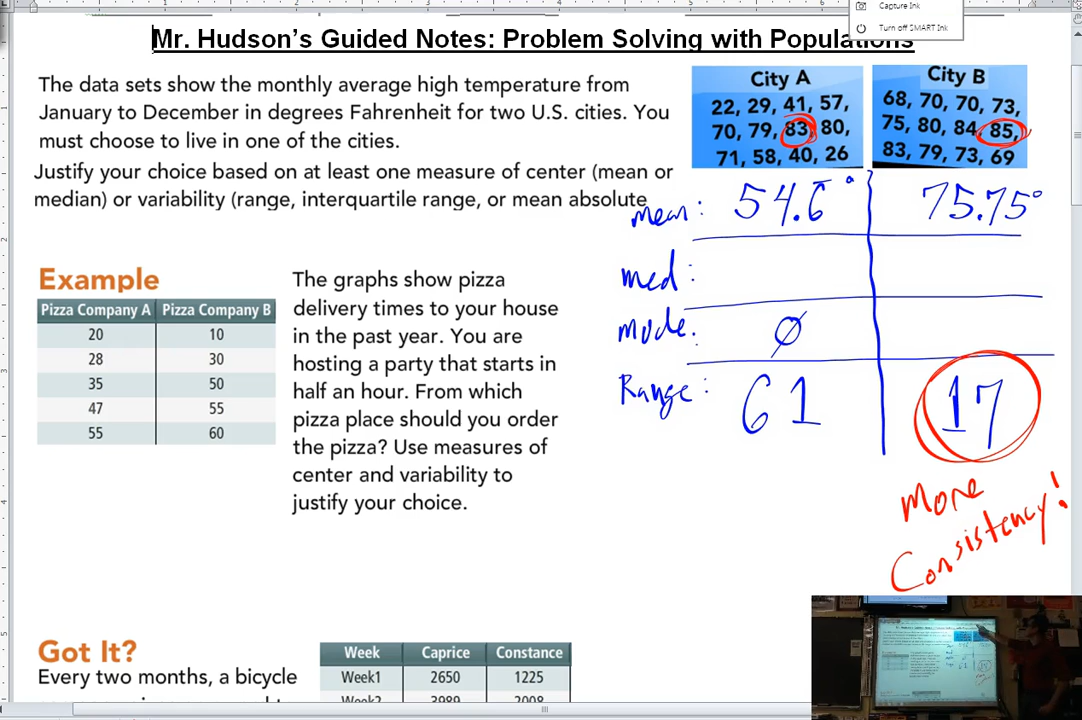 Capture Ink
Turn off SMART Ink
Mr. Hudson's Guided Notes: Problem Solving with Populations
The data sets show the monthly average high temperature from
January to December in degrees Fahrenheit for two U.S. cities. You
must choose to live in one of the cities.
Justify your choice based on at least one measure of center (mean or
median) or variability (range, interquartile range, or mean absolute
City A
22, 29, 41, 57,
70, 79, 83, 80,
71, 58, 40, 26
City B
68, 70, 70, 73,
75, 80, 84, 85,
83, 79, 73, 69
mean: 54.6̅° 75.75°
med:
mode: Ø
Range: 61 17
More
Consistency!
Example
Pizza Company A Pizza Company B
20 10
28 30
35 50
47 55
55 60
The graphs show pizza
delivery times to your house
in the past year. You are
hosting a party that starts in
half an hour. From which
pizza place should you order
the pizza? Use measures of
center and variability to
justify your choice.
Got It?
Every two months, a bicycle
Week Caprice Constance
Week1 2650 1225
Week2 3989 2008